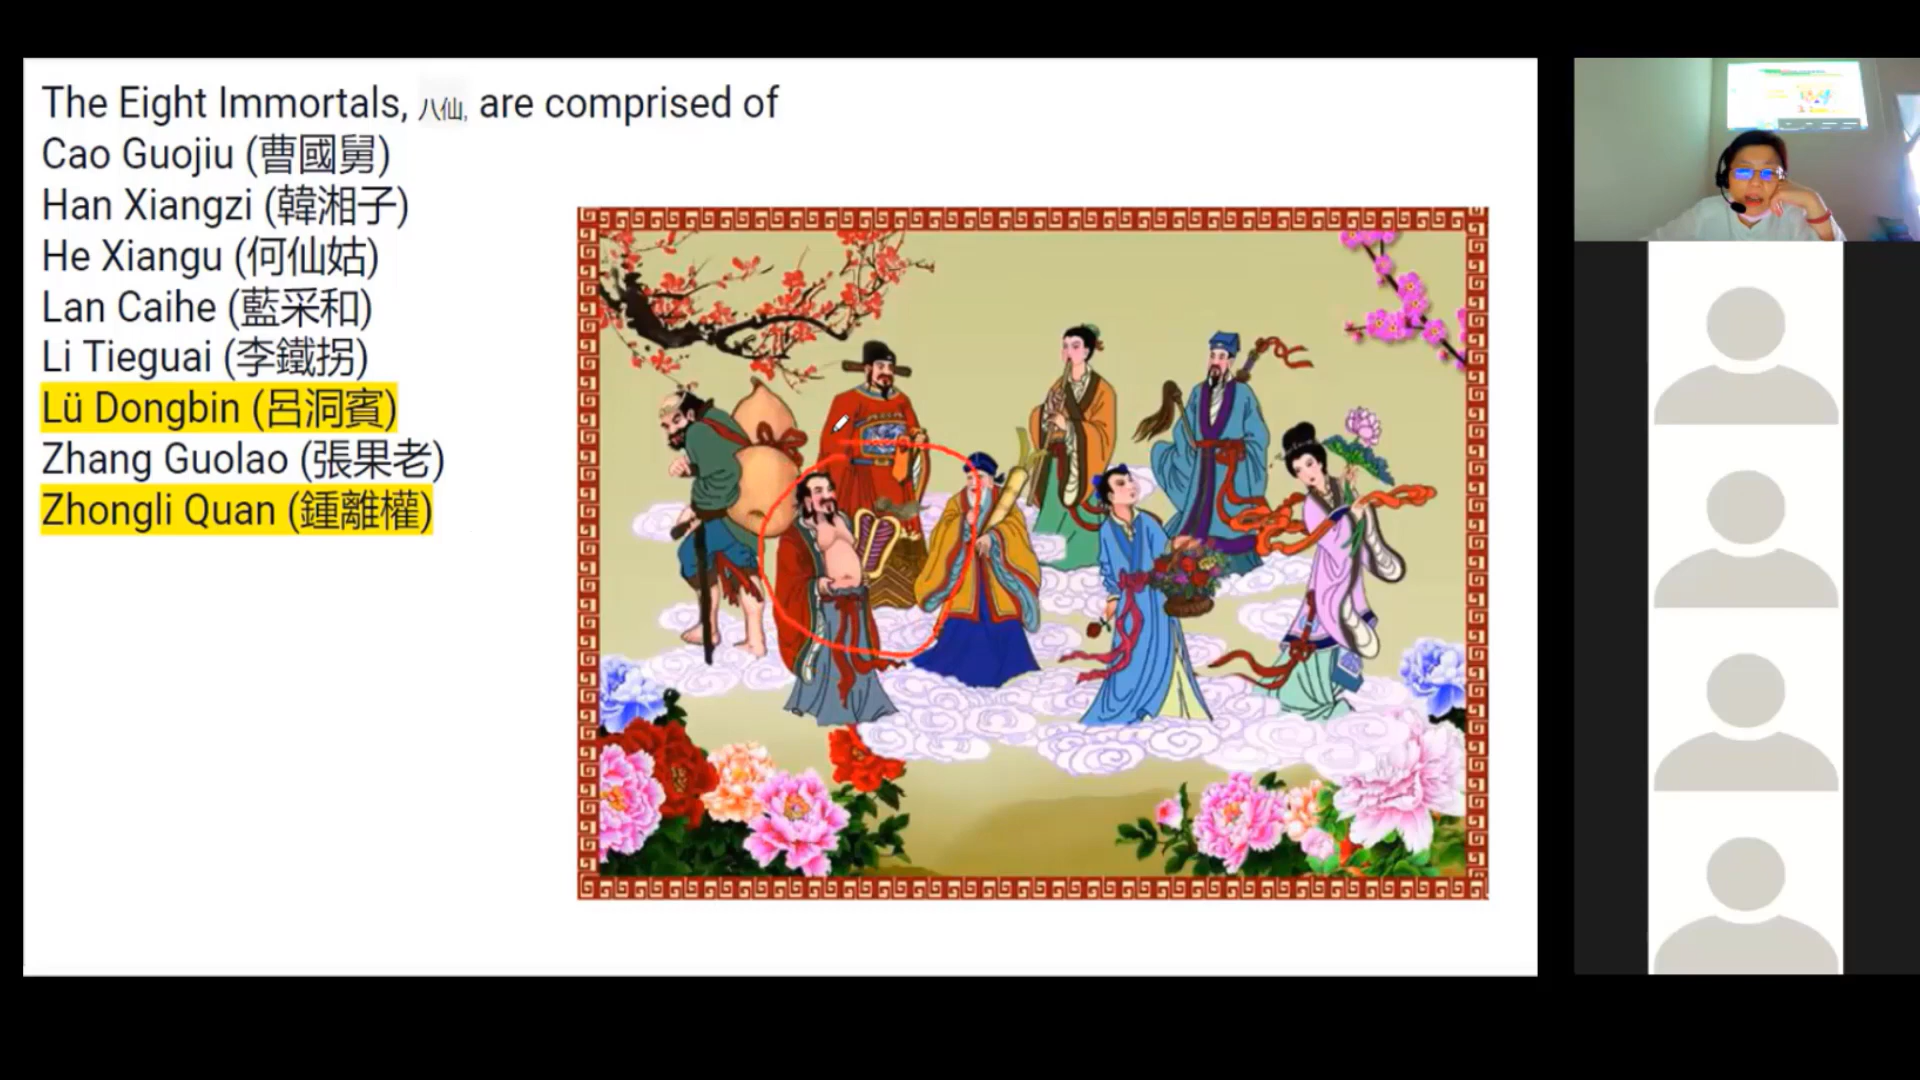 The Eight Immortals, 八仙, are comprised of
Cao Guojiu (曹國舅)
Han Xiangzi (韓湘子)
He Xiangu (何仙姑)
Lan Caihe (藍采和)
Li Tieguai (李鐵拐)
Lü Dongbin (呂洞賓)
Zhang Guolao (張果老)
Zhongli Quan (鍾離權)